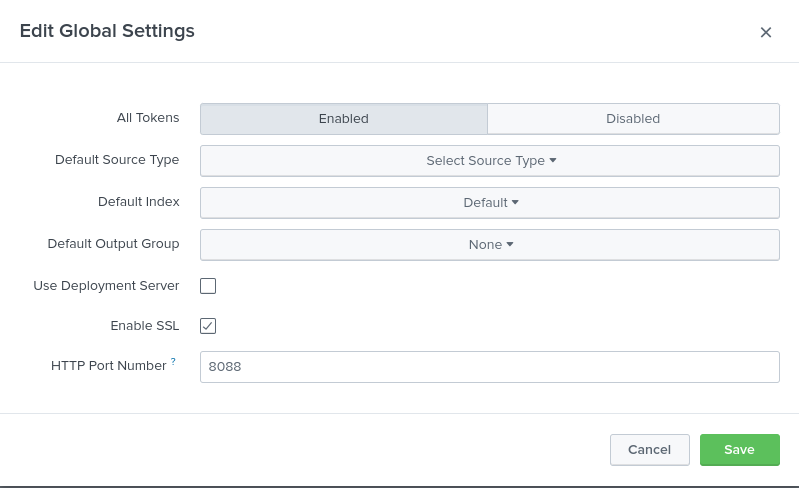 Edit Global Settings
All Tokens Enabled Disabled
Default Source Type Select Source Type
Default Index Default
Default Output Group None
Use Deployment Server
Enable SSL
HTTP Port Number ? 8088
Cancel Save